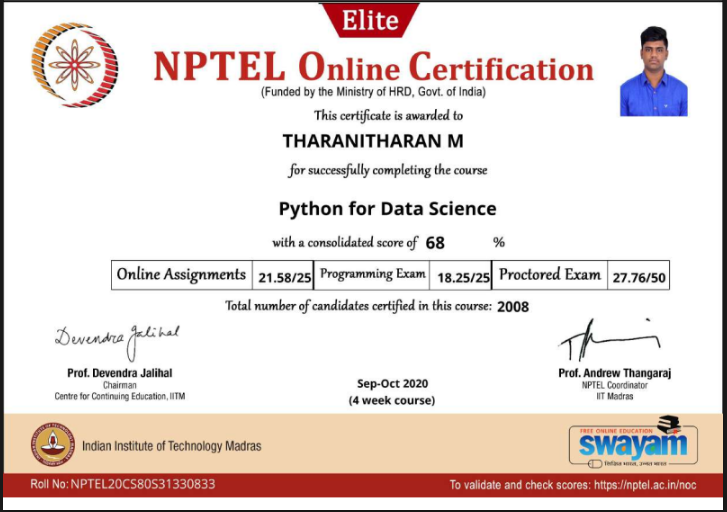 Elite
NPTEL Online Certification
(Funded by the Ministry of HRD, Govt. of India)
This certificate is awarded to
THARANITHARAN M
for successfully completing the course
Python for Data Science
with a consolidated score of 68 %
Online Assignments 21.58/25 Programming Exam 18.25/25 Proctored Exam 27.76/50
Total number of candidates certified in this course: 2008
Devendra Jalihal
Prof. Devendra Jalihal
Chairman
Centre for Continuing Education, IITM
Sep-Oct 2020
(4 week course)
Prof. Andrew Thangaraj
NPTEL Coordinator
IIT Madras
Indian Institute of Technology Madras
FREE ONLINE EDUCATION
swayam
शिक्षित भारत, उन्नत भारत
Roll No: NPTEL20CS80S31330833
To validate and check scores: https://nptel.ac.in/noc